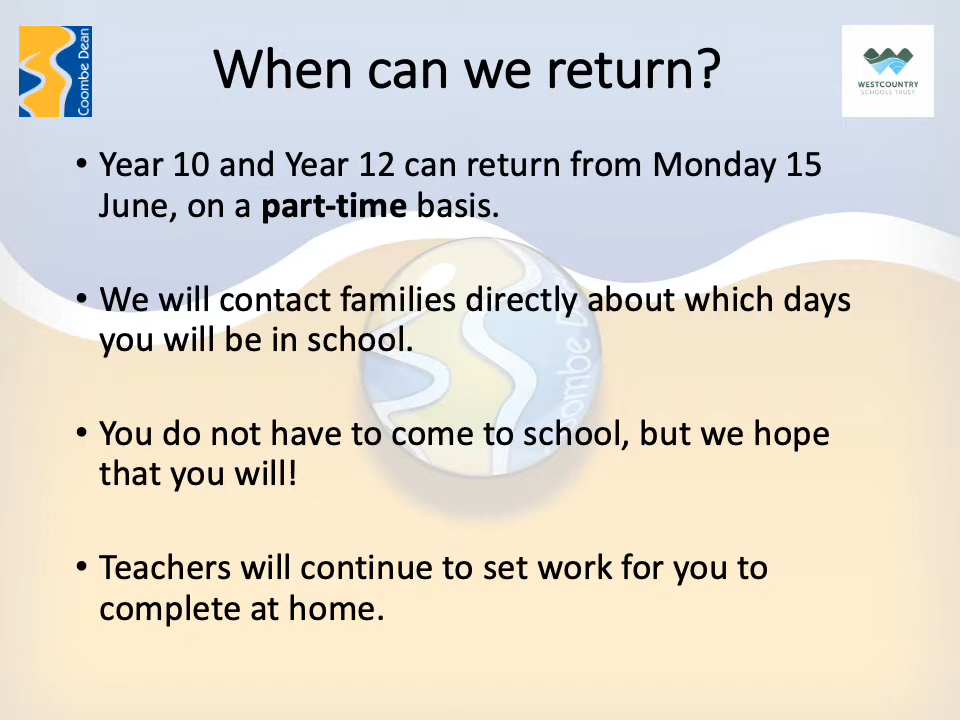 Coombe Dean
When can we return?
WESTCOUNTRY
SCHOOLS TRUST
• Year 10 and Year 12 can return from Monday 15
June, on a part-time basis.
• We will contact families directly about which days
you will be in school.
• You do not have to come to school, but we hope
that you will!
• Teachers will continue to set work for you to
complete at home.